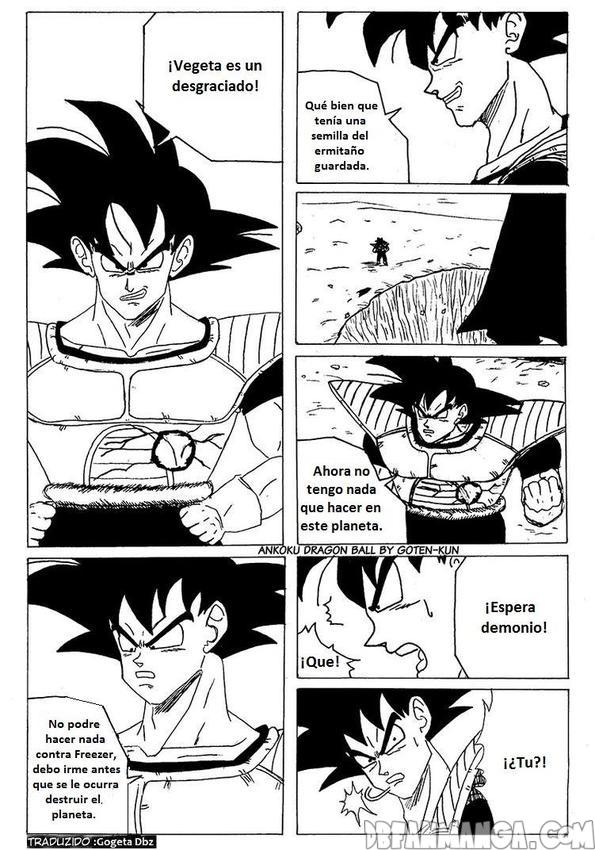 ¡Vegeta es un
desgraciado!
Qué bien que
tenía una
semilla del
ermitaño
guardada.
Ahora no
tengo nada
que hacer en
este planeta.
ANKOKU DRAGON BALL BY GOTEN-KUN
No podre
hacer nada
contra Freezer,
debo irme antes
que se le ocurra
destruir el
planeta.
¡Espera
demonio!
¡Que!
¡¿Tu?!
TRADUZIDO :Gogeta Dbz
DBFANMANGA.COM